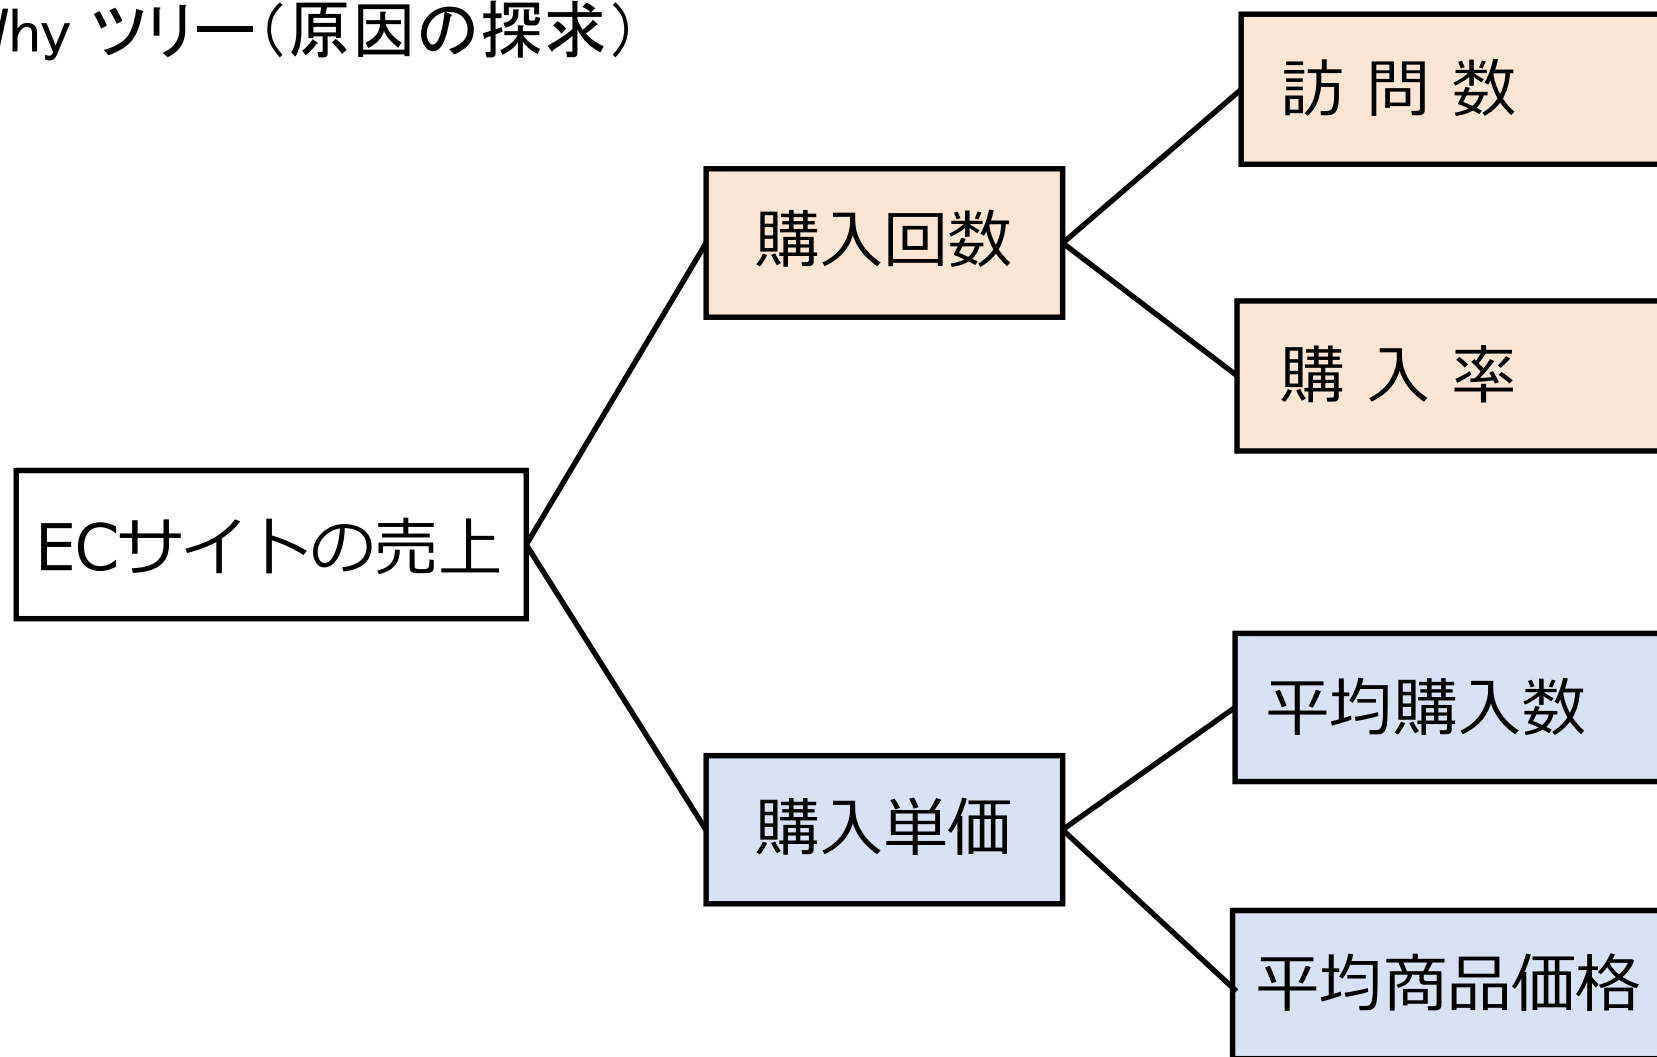 Why ツリー（原因の探求）
訪 問 数
購入回数
購 入 率
ECサイトの売上
平均購入数
購入単価
平均商品価格